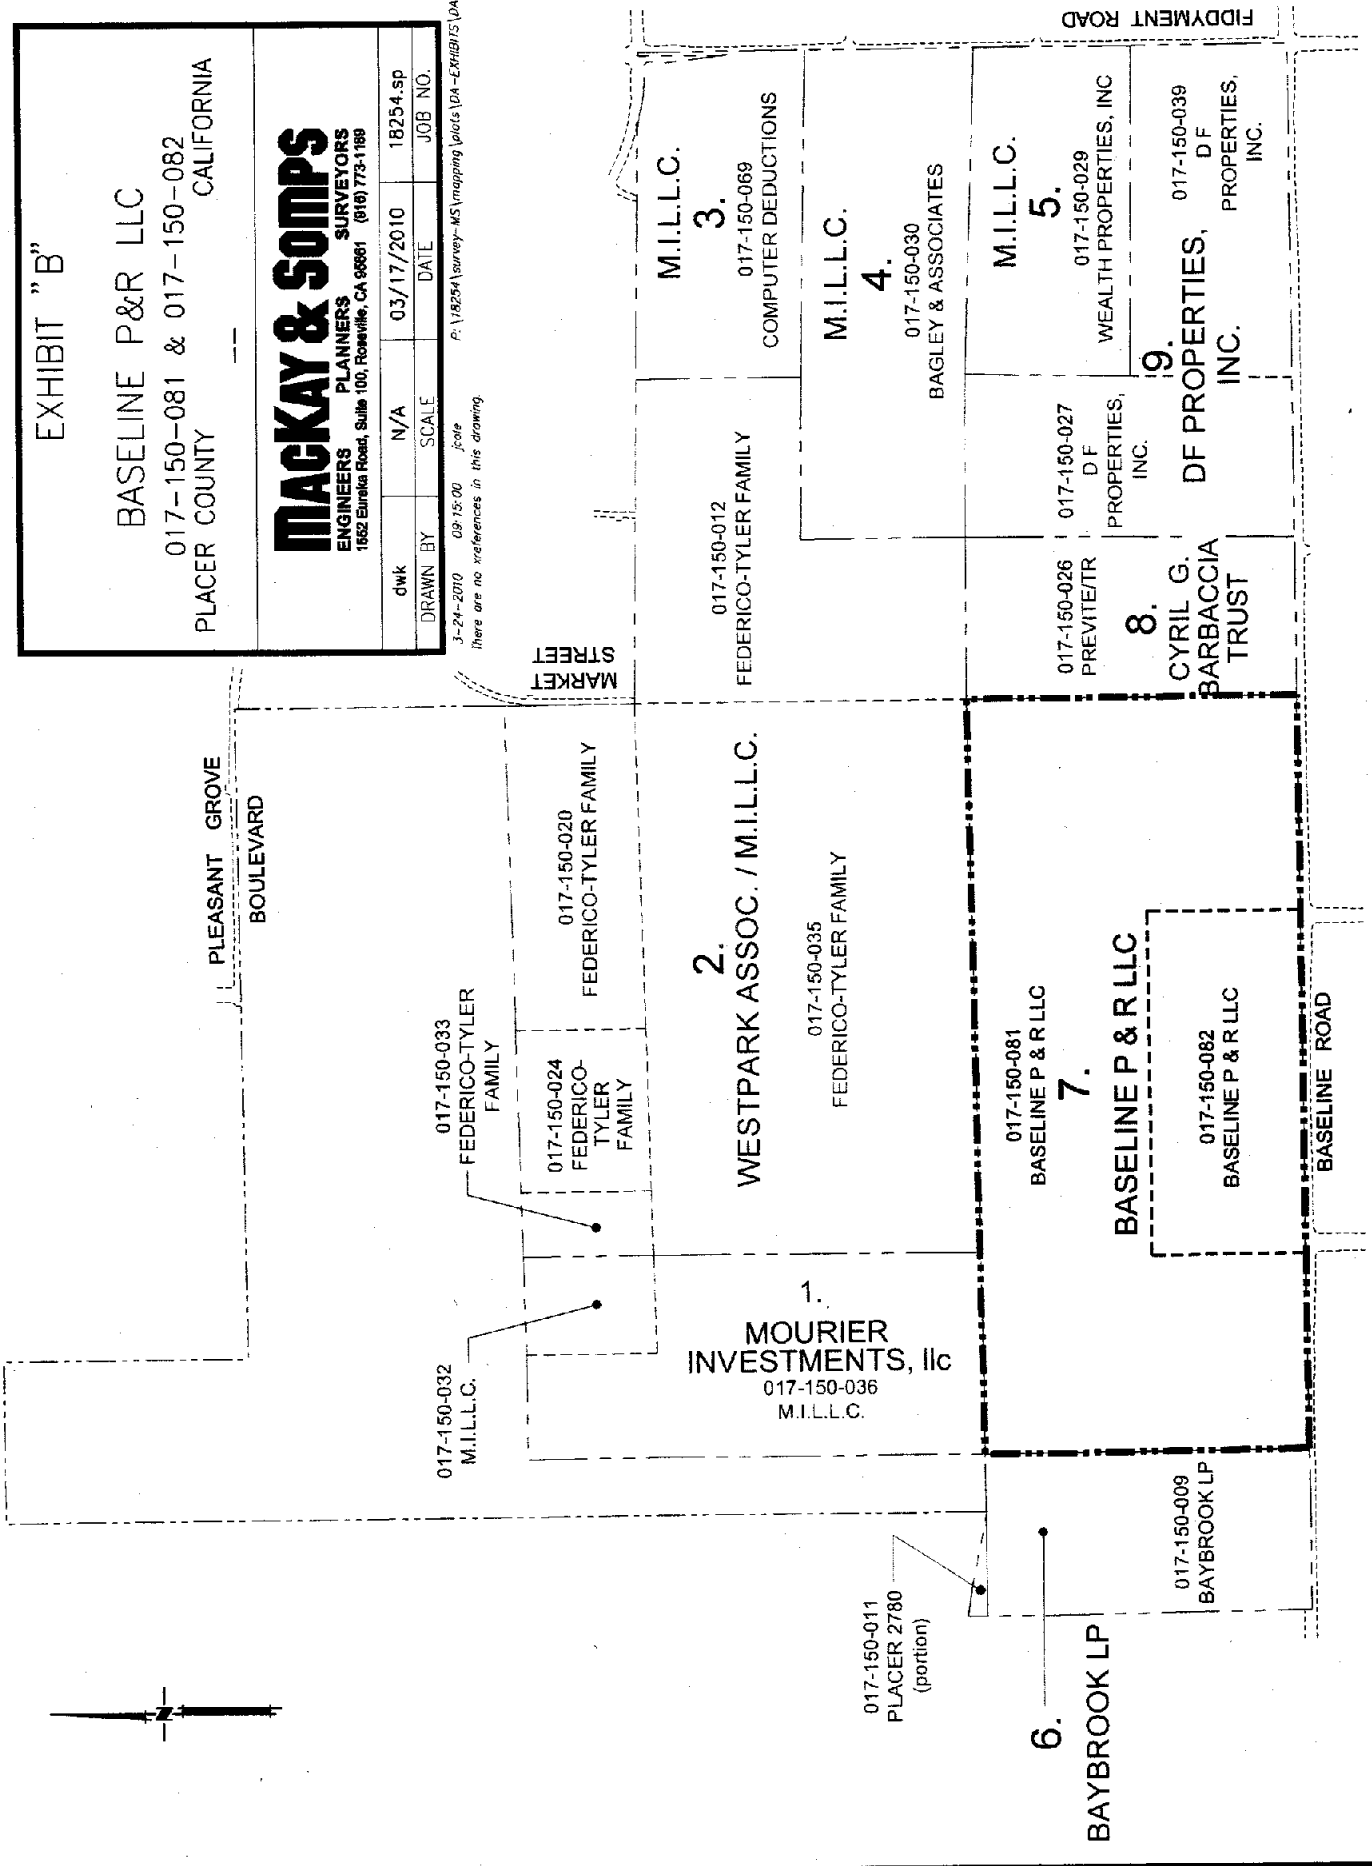 EXHIBIT "B"
BASELINE P&R LLC
017-150-081 & 017-150-082
PLACER COUNTY
CALIFORNIA
--
MACKAY & SOMPS
ENGINEERS PLANNERS SURVEYORS
1552 Eureka Road, Suite 100, Roseville, CA 95661 (916) 773-1189
dwk N/A 03/17/2010 18254.sp
DRAWN BY SCALE DATE JOB NO.
3-24-2010 09:15:00 jcole P:\18254\survey-MS\mapping\plots\DA-EXHIBITS\DA
There are no xreferences in this drawing.
PLEASANT GROVE
BOULEVARD
MARKET
STREET
FIDDYMENT ROAD
017-150-033
FEDERICO-TYLER
FAMILY
017-150-032
M.I.L.L.C.
017-150-024
FEDERICO-
TYLER
FAMILY
017-150-020
FEDERICO-TYLER FAMILY
1.
MOURIER
INVESTMENTS, llc
017-150-036
M.I.L.L.C.
2.
WESTPARK ASSOC. / M.I.L.L.C.
017-150-035
FEDERICO-TYLER FAMILY
017-150-012
FEDERICO-TYLER FAMILY
M.I.L.L.C.
3.
017-150-069
COMPUTER DEDUCTIONS
M.I.L.L.C.
4.
017-150-030
BAGLEY & ASSOCIATES
M.I.L.L.C.
5.
017-150-029
WEALTH PROPERTIES, INC
017-150-011
PLACER 2780
(portion)
6.
BAYBROOK LP
017-150-009
BAYBROOK LP
017-150-081
BASELINE P & R LLC
7.
BASELINE P & R LLC
017-150-082
BASELINE P & R LLC
017-150-026
PREVITE/TR
8.
CYRIL G.
BARBACCIA
TRUST
017-150-027
D F
PROPERTIES,
INC.
9.
DF PROPERTIES,
INC.
017-150-039
D F
PROPERTIES,
INC.
BASELINE ROAD
N